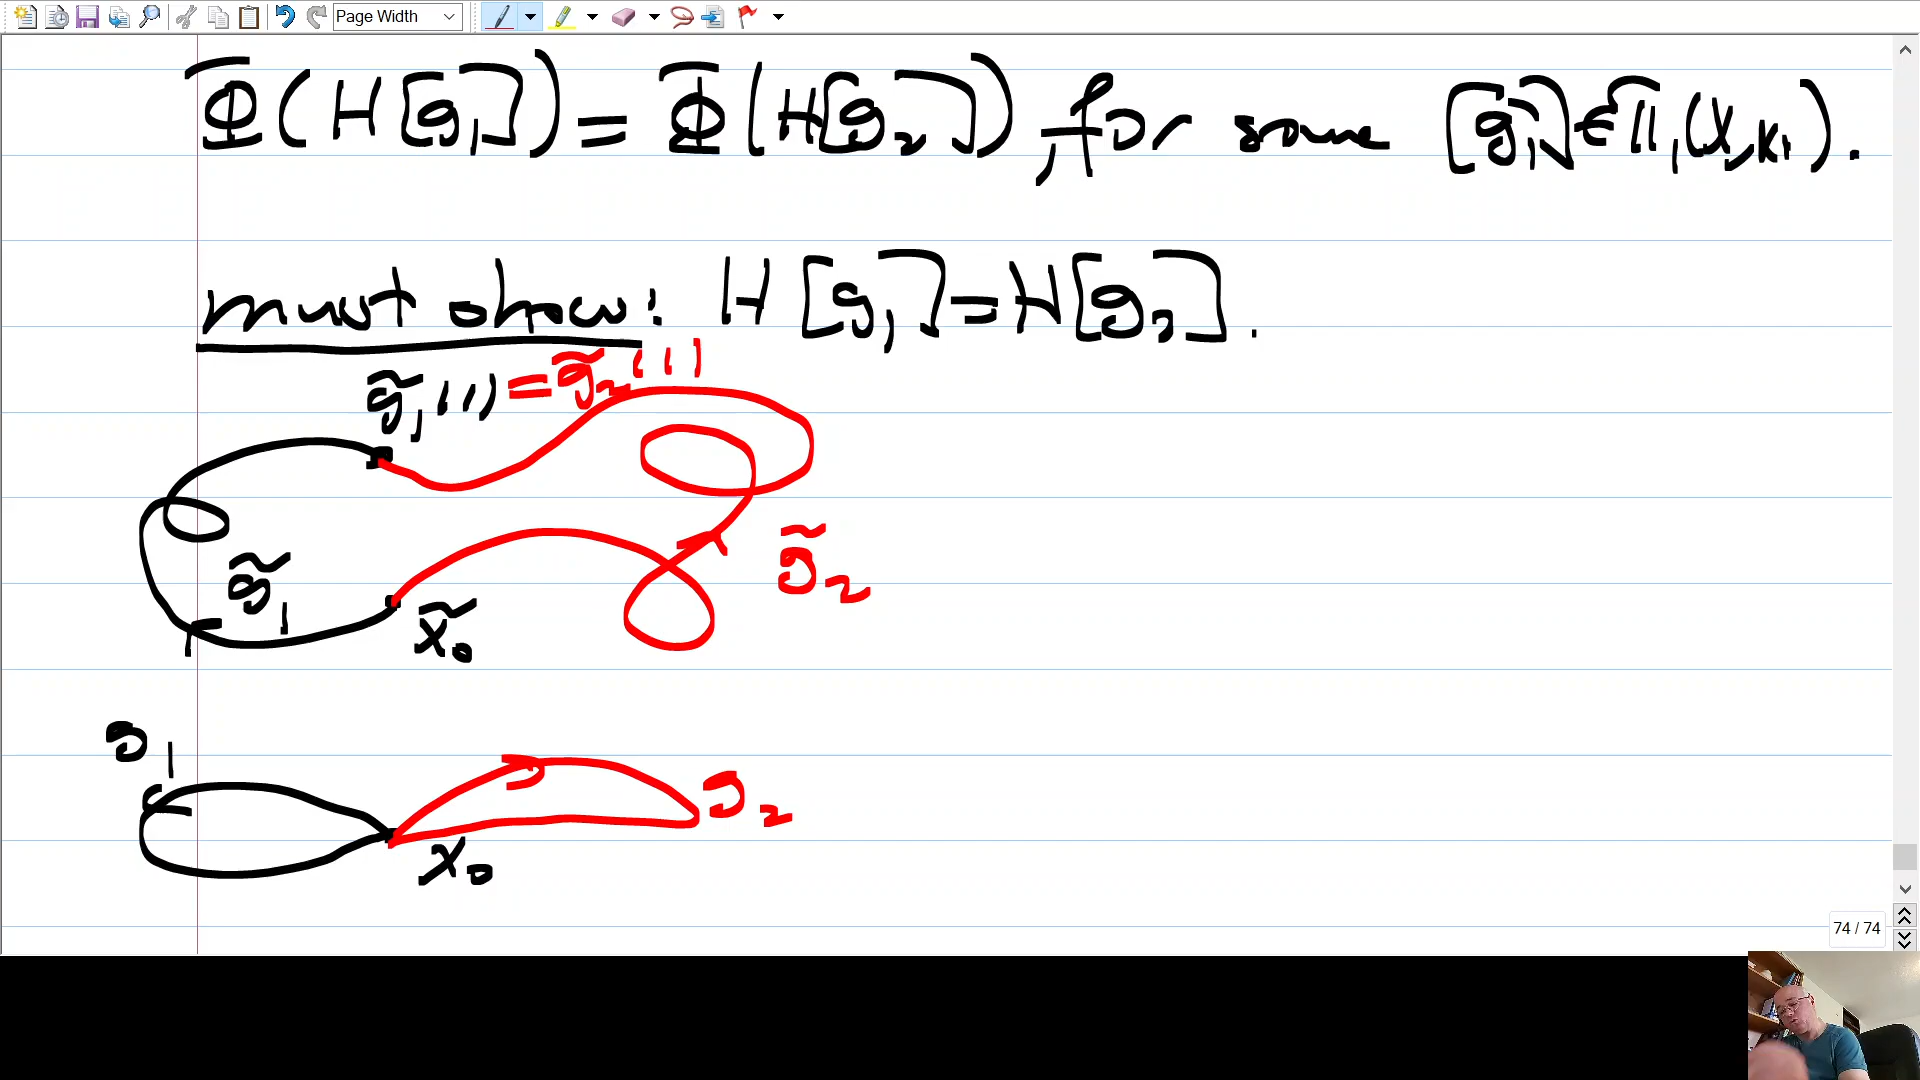 Page Width
Φ(H[g₁]) = Φ(H[g₂]), for some [g₁] ∈ π₁(X, x₁).
must show: H[g₁] = H[g₂].
g̃₁(1) = g̃₂(1)
g̃₁
g̃₂
x̃₀
g₁
g₂
x₀
74 / 74